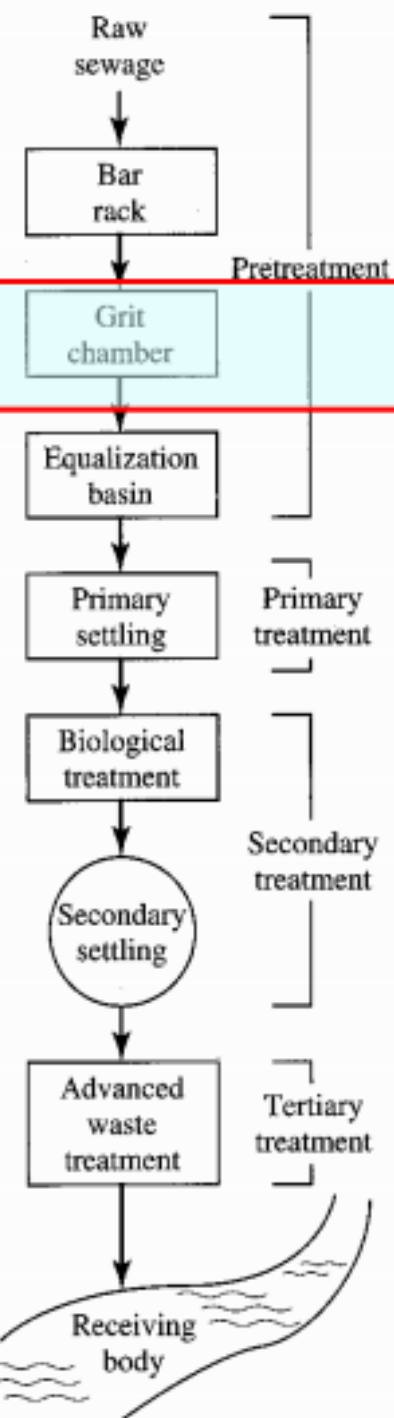 Raw
sewage
Bar
rack
Pretreatment
Grit
chamber
Equalization
basin
Primary
settling
Primary
treatment
Biological
treatment
Secondary
treatment
Secondary
settling
Advanced
waste
treatment
Tertiary
treatment
Receiving
body